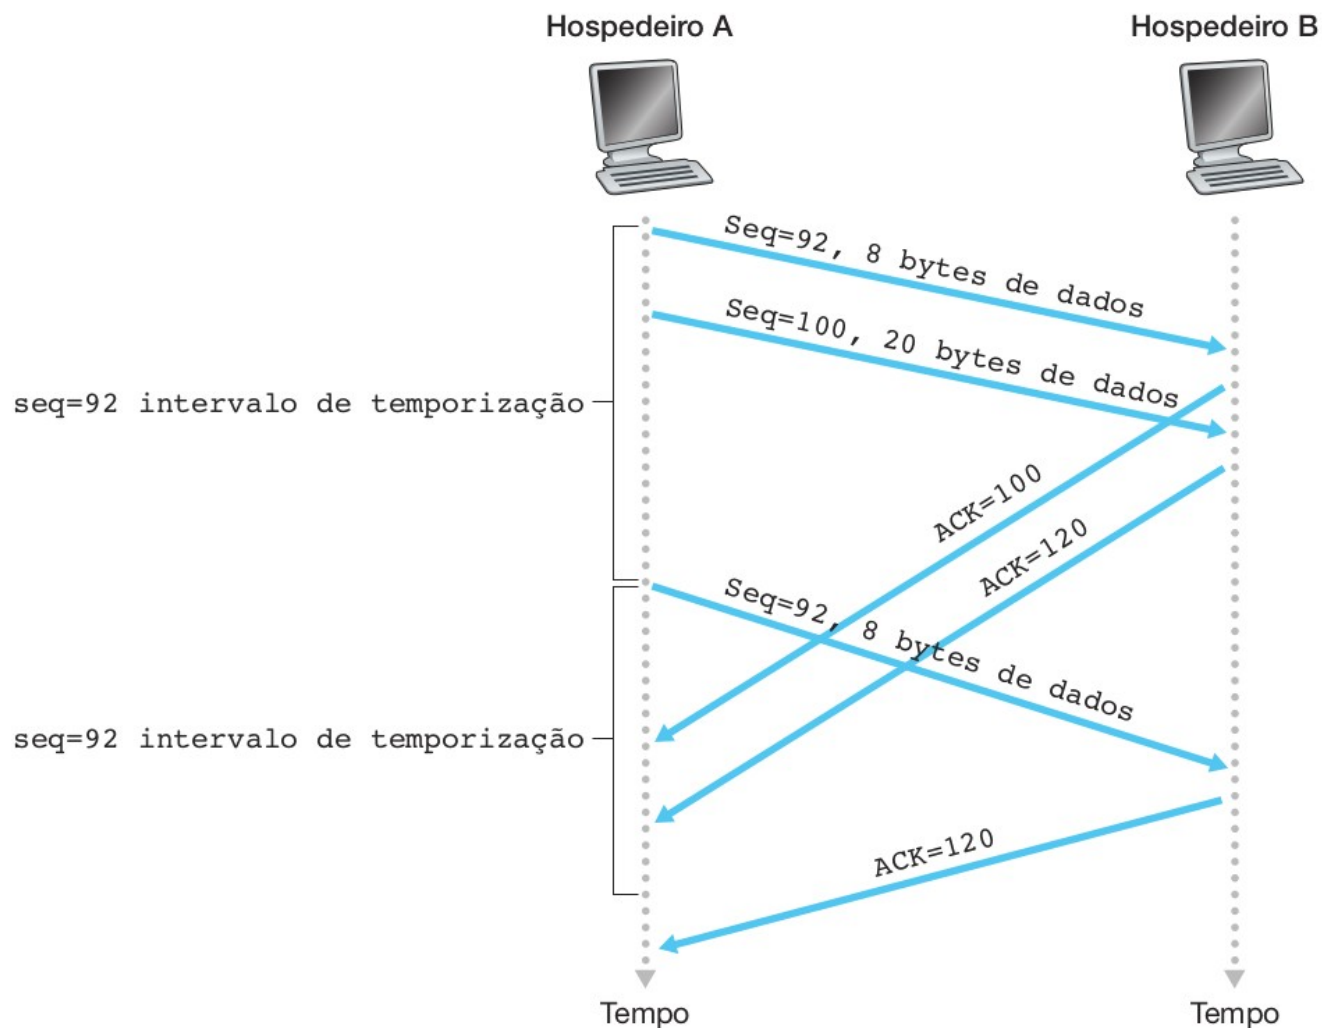 Hospedeiro A
Hospedeiro B
Seq=92, 8 bytes de dados
Seq=100, 20 bytes de dados
seq=92 intervalo de temporização
ACK=100
ACK=120
Seq=92, 8 bytes de dados
seq=92 intervalo de temporização
ACK=120
Tempo
Tempo